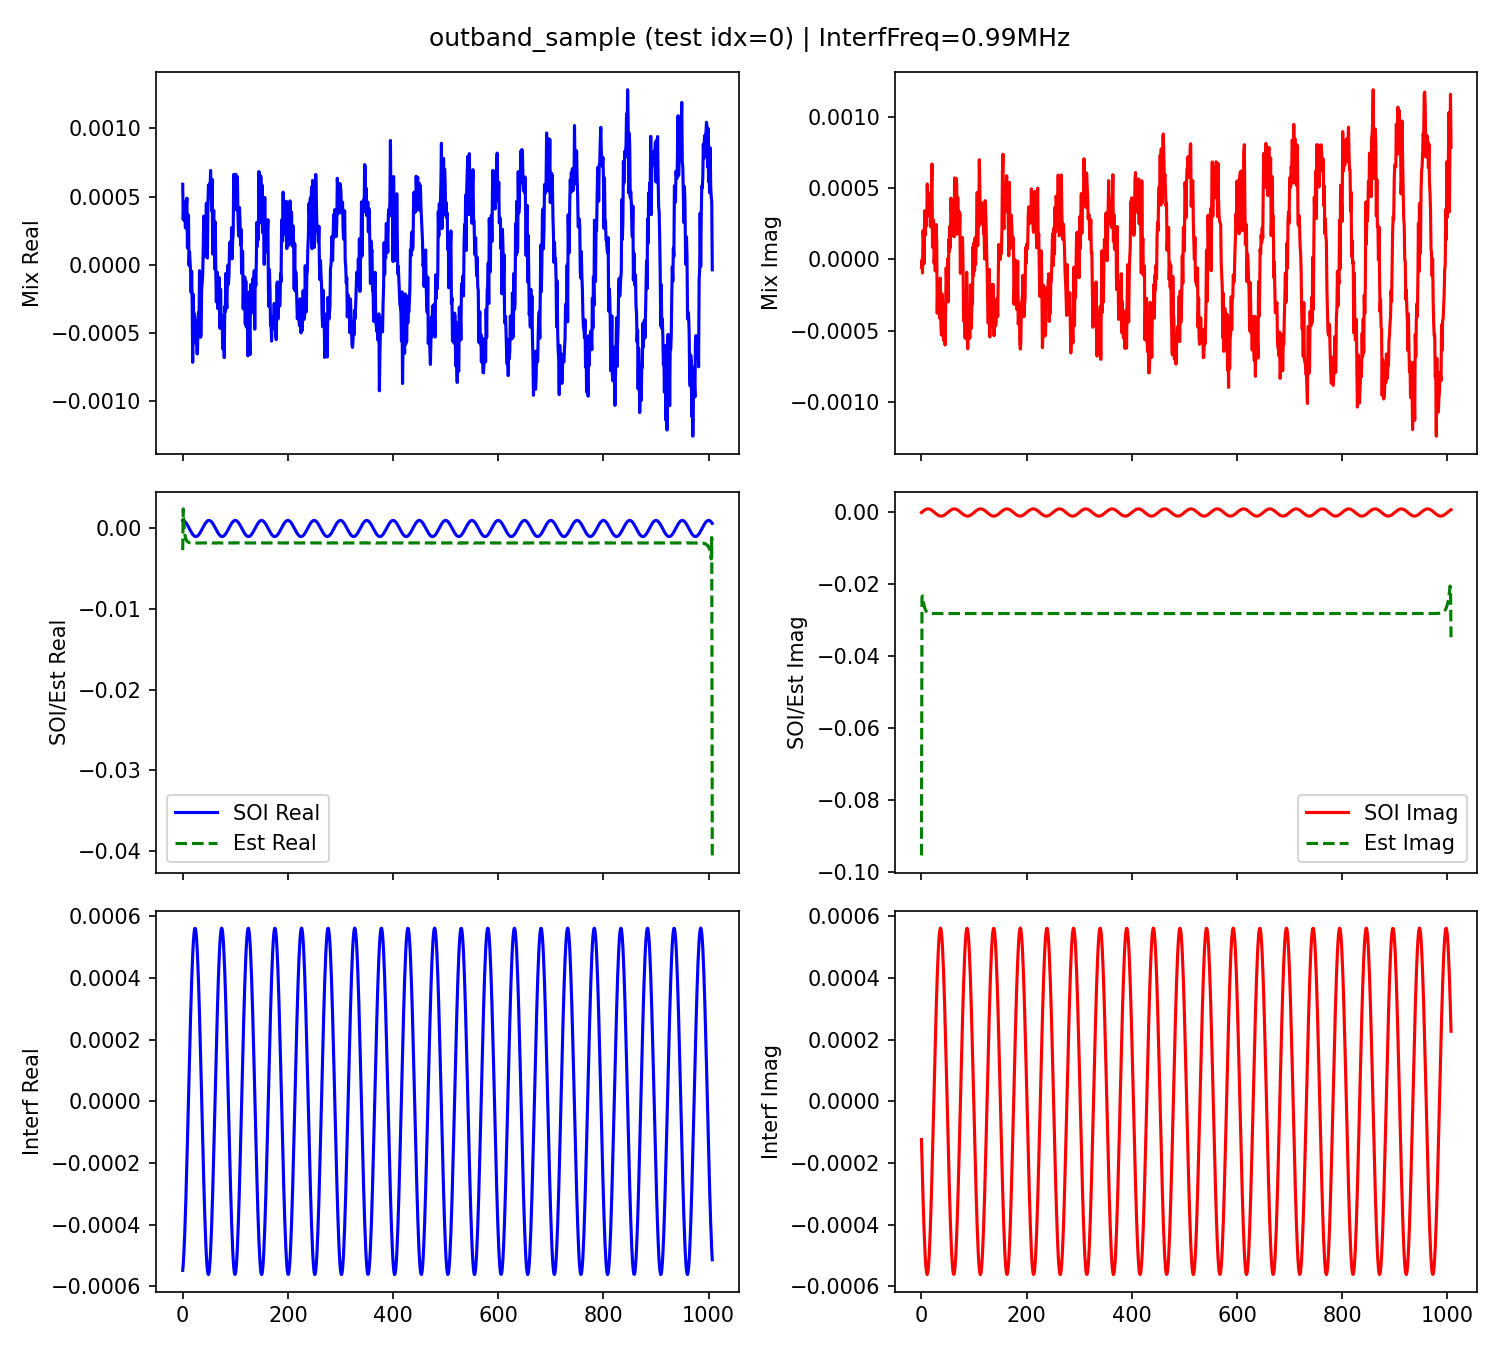 outband_sample (test idx=0) | InterfFreq=0.99MHz
Mix Real
0.0010
0.0005
0.0000
−0.0005
−0.0010
Mix Imag
0.0010
0.0005
0.0000
−0.0005
−0.0010
SOI/Est Real
0.00
−0.01
−0.02
−0.03
−0.04
SOI Real
Est Real
SOI/Est Imag
0.00
−0.02
−0.04
−0.06
−0.08
−0.10
SOI Imag
Est Imag
Interf Real
0.0006
0.0004
0.0002
0.0000
−0.0002
−0.0004
−0.0006
0 200 400 600 800 1000
Interf Imag
0.0006
0.0004
0.0002
0.0000
−0.0002
−0.0004
−0.0006
0 200 400 600 800 1000